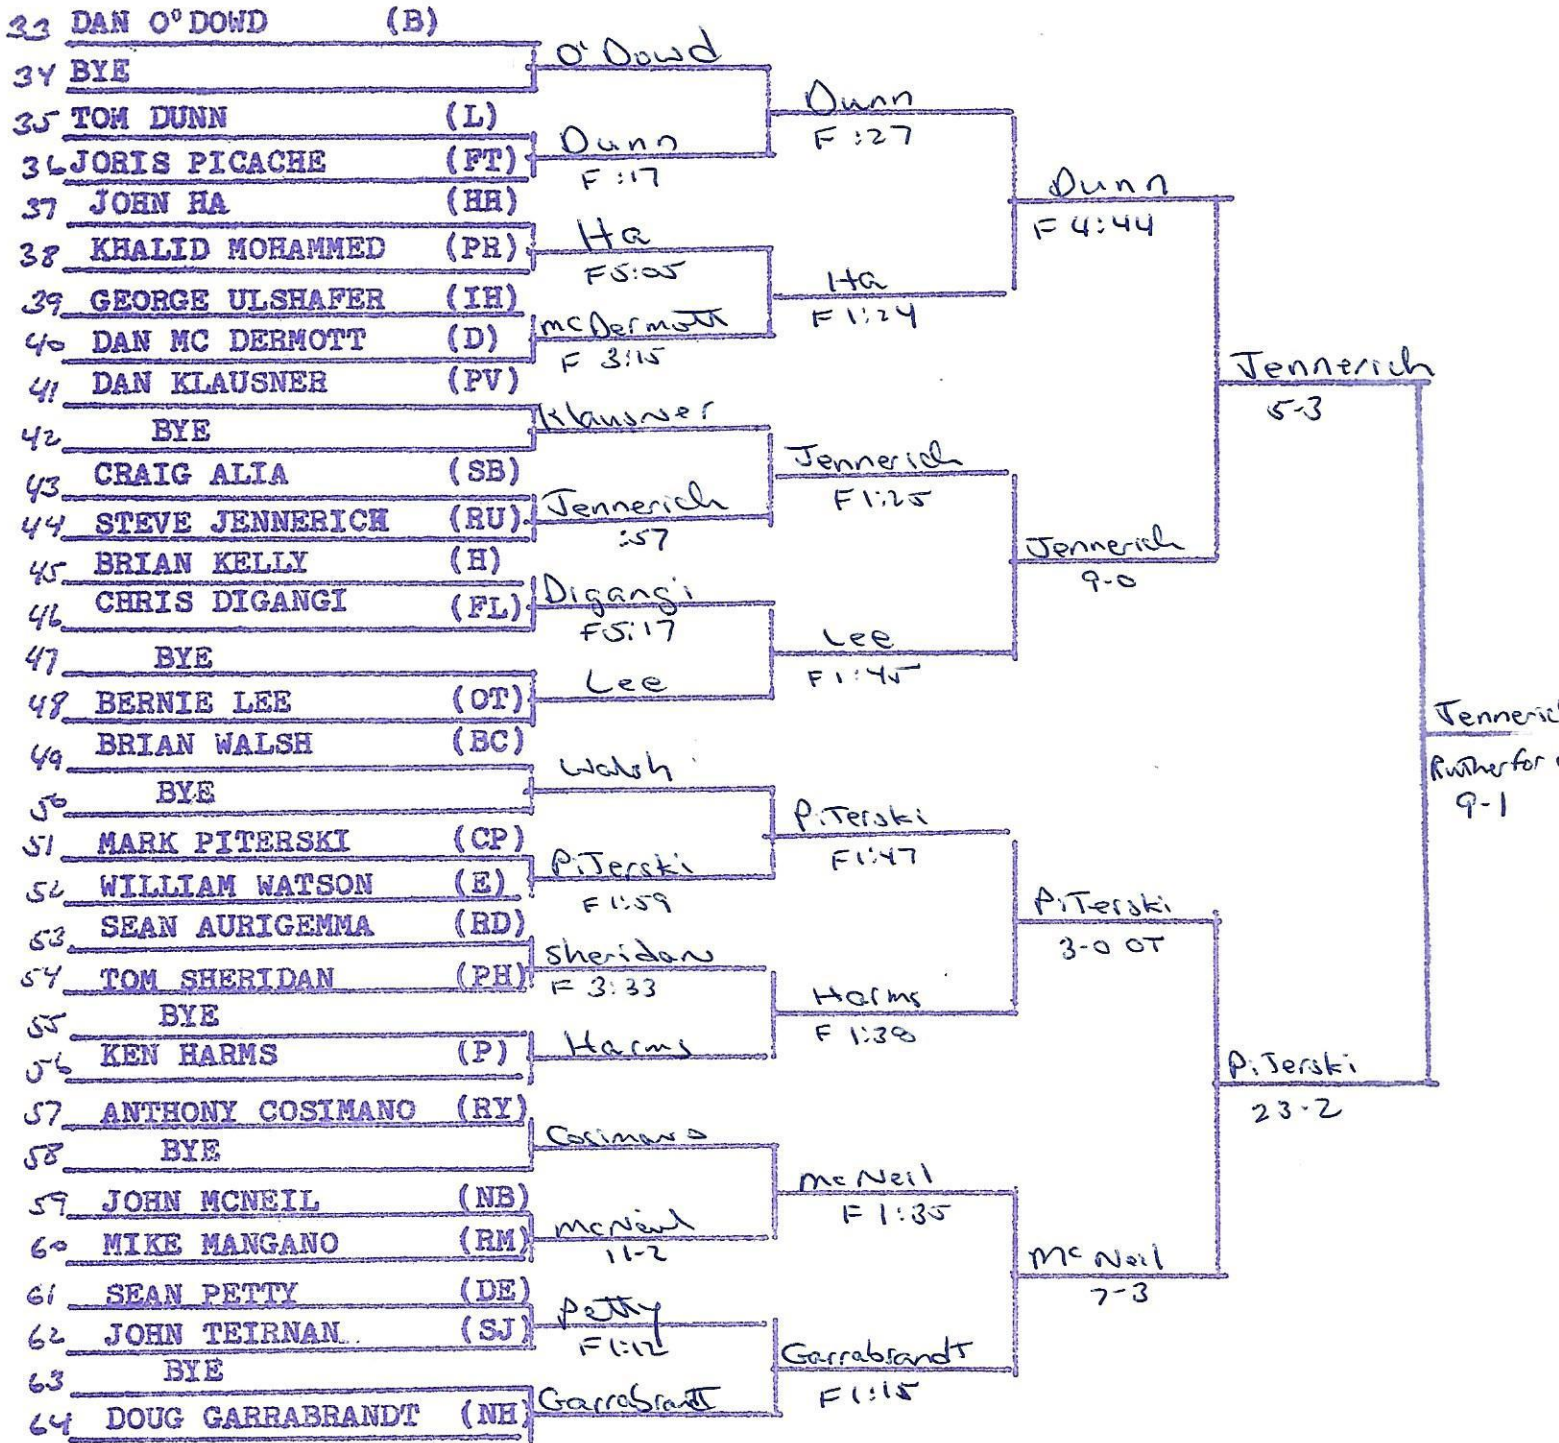 33 DAN O'DOWD (B)
34 BYE
35 TOM DUNN (L)
36 JORIS PICACHE (FT)
37 JOHN HA (HH)
38 KHALID MOHAMMED (PR)
39 GEORGE ULSHAFER (IH)
40 DAN MC DERMOTT (D)
41 DAN KLAUSNER (PV)
42 BYE
43 CRAIG ALIA (SB)
44 STEVE JENNERICH (RU)
45 BRIAN KELLY (H)
46 CHRIS DIGANGI (FL)
47 BYE
48 BERNIE LEE (OT)
49 BRIAN WALSH (BC)
50 BYE
51 MARK PITERSKI (CP)
52 WILLIAM WATSON (E)
53 SEAN AURIGEMMA (RD)
54 TOM SHERIDAN (PH)
55 BYE
56 KEN HARMS (P)
57 ANTHONY COSIMANO (RY)
58 BYE
59 JOHN MCNEIL (NB)
60 MIKE MANGANO (RM)
61 SEAN PETTY (DE)
62 JOHN TEIRNAN (SJ)
63 BYE
64 DOUG GARRABRANDT (NH)
O'Dowd
Dunn
F :17
Ha
F 5:05
McDermott
F 3:15
Klausner
Jennerich
:57
Digangi
F5:17
Lee
Walsh
PiTerski
F 1:59
Sheridan
F 3:33
Harms
Cosimano
McNeil
11-2
Petty
F1:12
Garrabrandt
Dunn
F :27
Ha
F 1:24
Jennerich
F 1:25
Lee
F 1:45
PiTerski
F1:47
Harms
F 1:38
McNeil
F 1:35
Garrabrandt
F 1:15
Dunn
F 4:44
Jennerich
9-0
PiTerski
3-0 OT
McNeil
7-3
Jennerich
5-3
PiTerski
23-2
Jennerich
Rutherfor
9-1